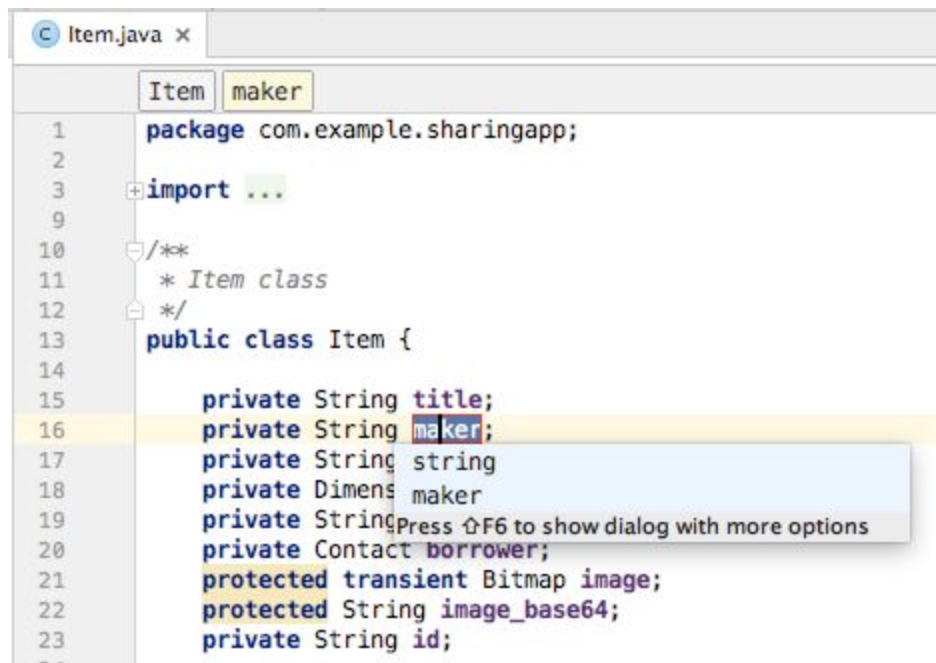 C Item.java ×
Item maker
1 package com.example.sharingapp;
2
3 import ...
9
10 /**
11 * Item class
12 */
13 public class Item {
14
15 private String title;
16 private String maker;
17 private String
string
18 private Dimens
maker
19 private String
Press ⇧F6 to show dialog with more options
20 private Contact borrower;
21 protected transient Bitmap image;
22 protected String image_base64;
23 private String id;